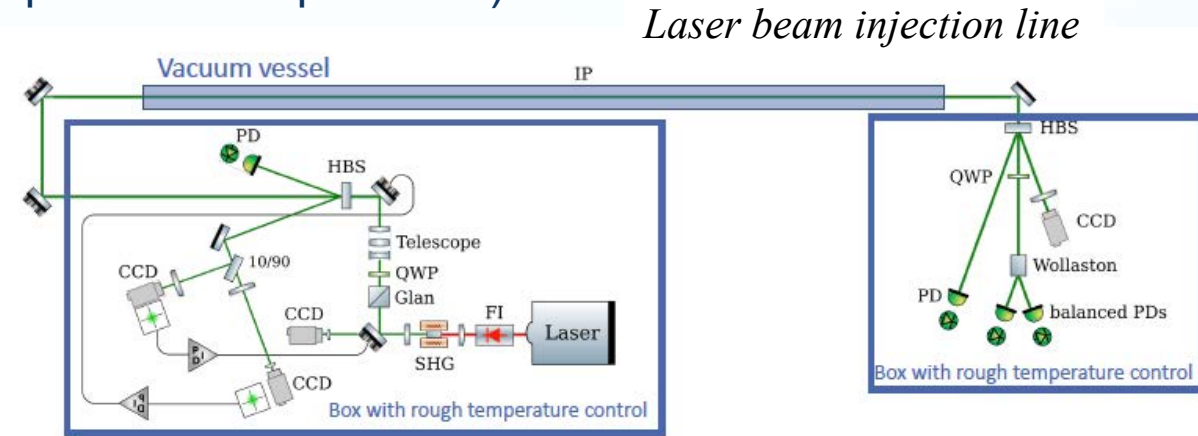 Laser beam injection line
Vacuum vessel
IP
PD
HBS
HBS
QWP
Telescope
CCD
10/90
CCD
QWP
Wollaston
Glan
CCD
FI
PD
Laser
balanced PDs
SHG
CCD
Box with rough temperature control
Box with rough temperature control